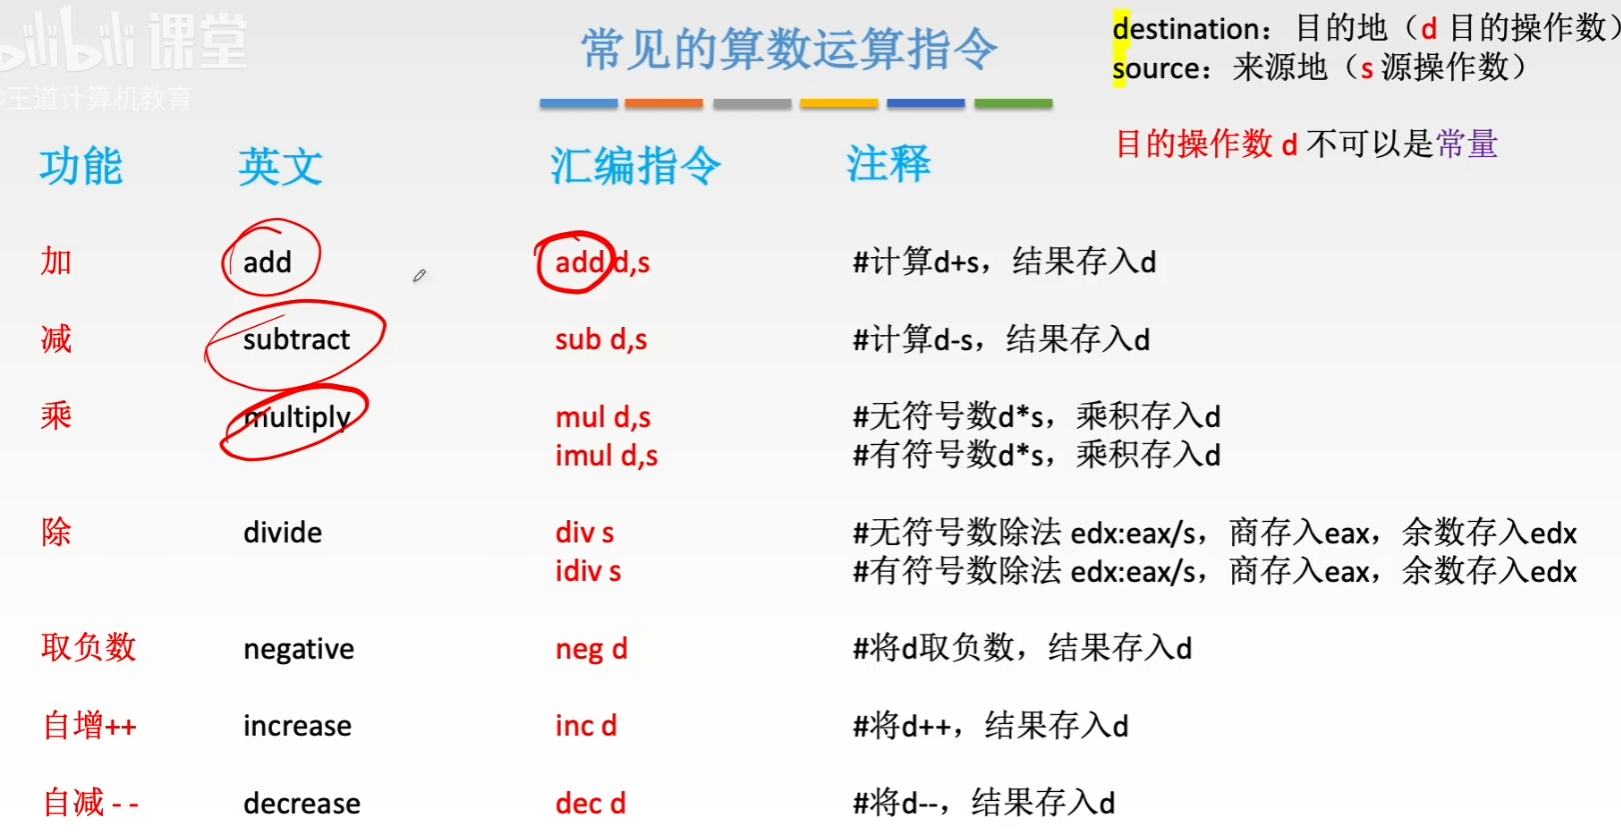 bilibili 课堂
@王道计算机教育
常见的算数运算指令
destination：目的地（d 目的操作数）
source：来源地（s 源操作数）
目的操作数 d 不可以是常量
功能 英文 汇编指令 注释
加 add add d,s #计算d+s，结果存入d
减 subtract sub d,s #计算d-s，结果存入d
乘 multiply mul d,s #无符号数d*s，乘积存入d
imul d,s #有符号数d*s，乘积存入d
除 divide div s #无符号数除法 edx:eax/s，商存入eax，余数存入edx
idiv s #有符号数除法 edx:eax/s，商存入eax，余数存入edx
取负数 negative neg d #将d取负数，结果存入d
自增++ increase inc d #将d++，结果存入d
自减- - decrease dec d #将d--，结果存入d